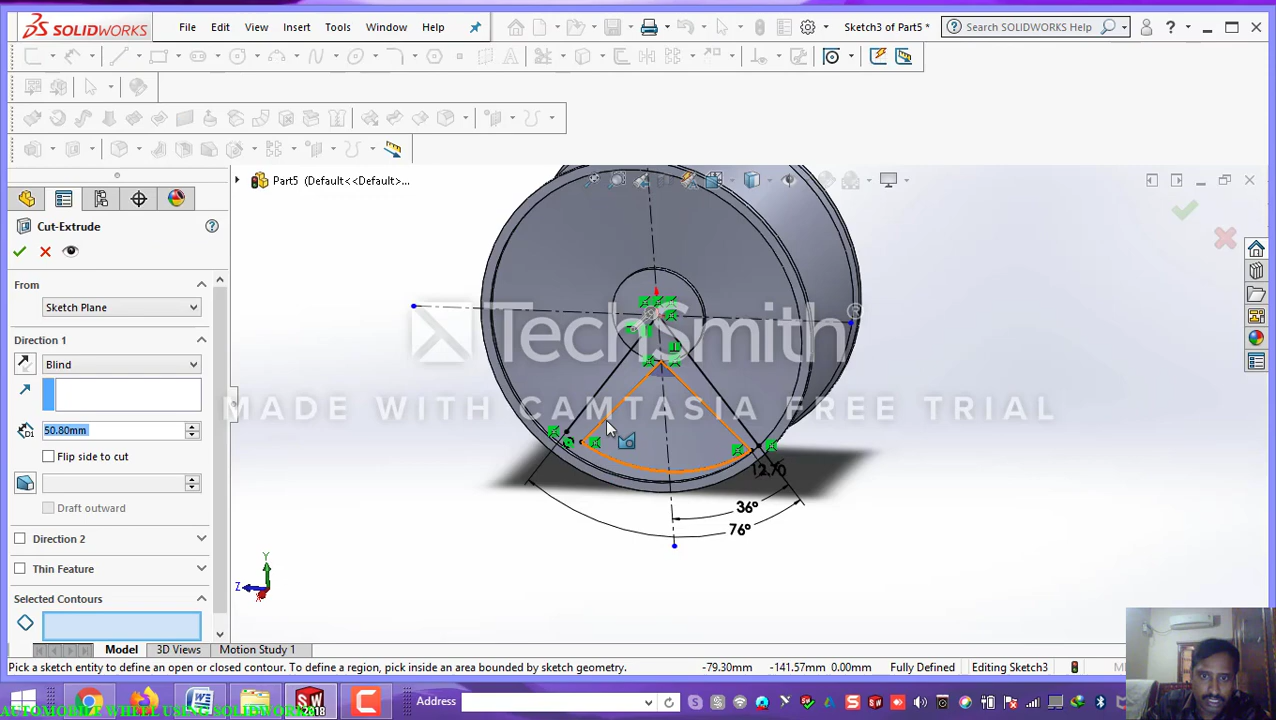 SOLIDWORKS File Edit View Insert Tools Window Help Sketch3 of Part5 * Search SOLIDWORKS Help
Part5 (Default<<Default>...
Cut-Extrude
From
Sketch Plane
Direction 1
Blind
50.80mm
Flip side to cut
Draft outward
Direction 2
Thin Feature
Selected Contours
TechSmith®
MADE WITH CAMTASIA FREE TRIAL
12.70
36°
76°
Y
Z
X
Model 3D Views Motion Study 1
Pick a sketch entity to define an open or closed contour. To define a region, pick inside an area bounded by sketch geometry. -79.30mm -141.57mm 0.00mm Fully Defined Editing Sketch3
Address
2018